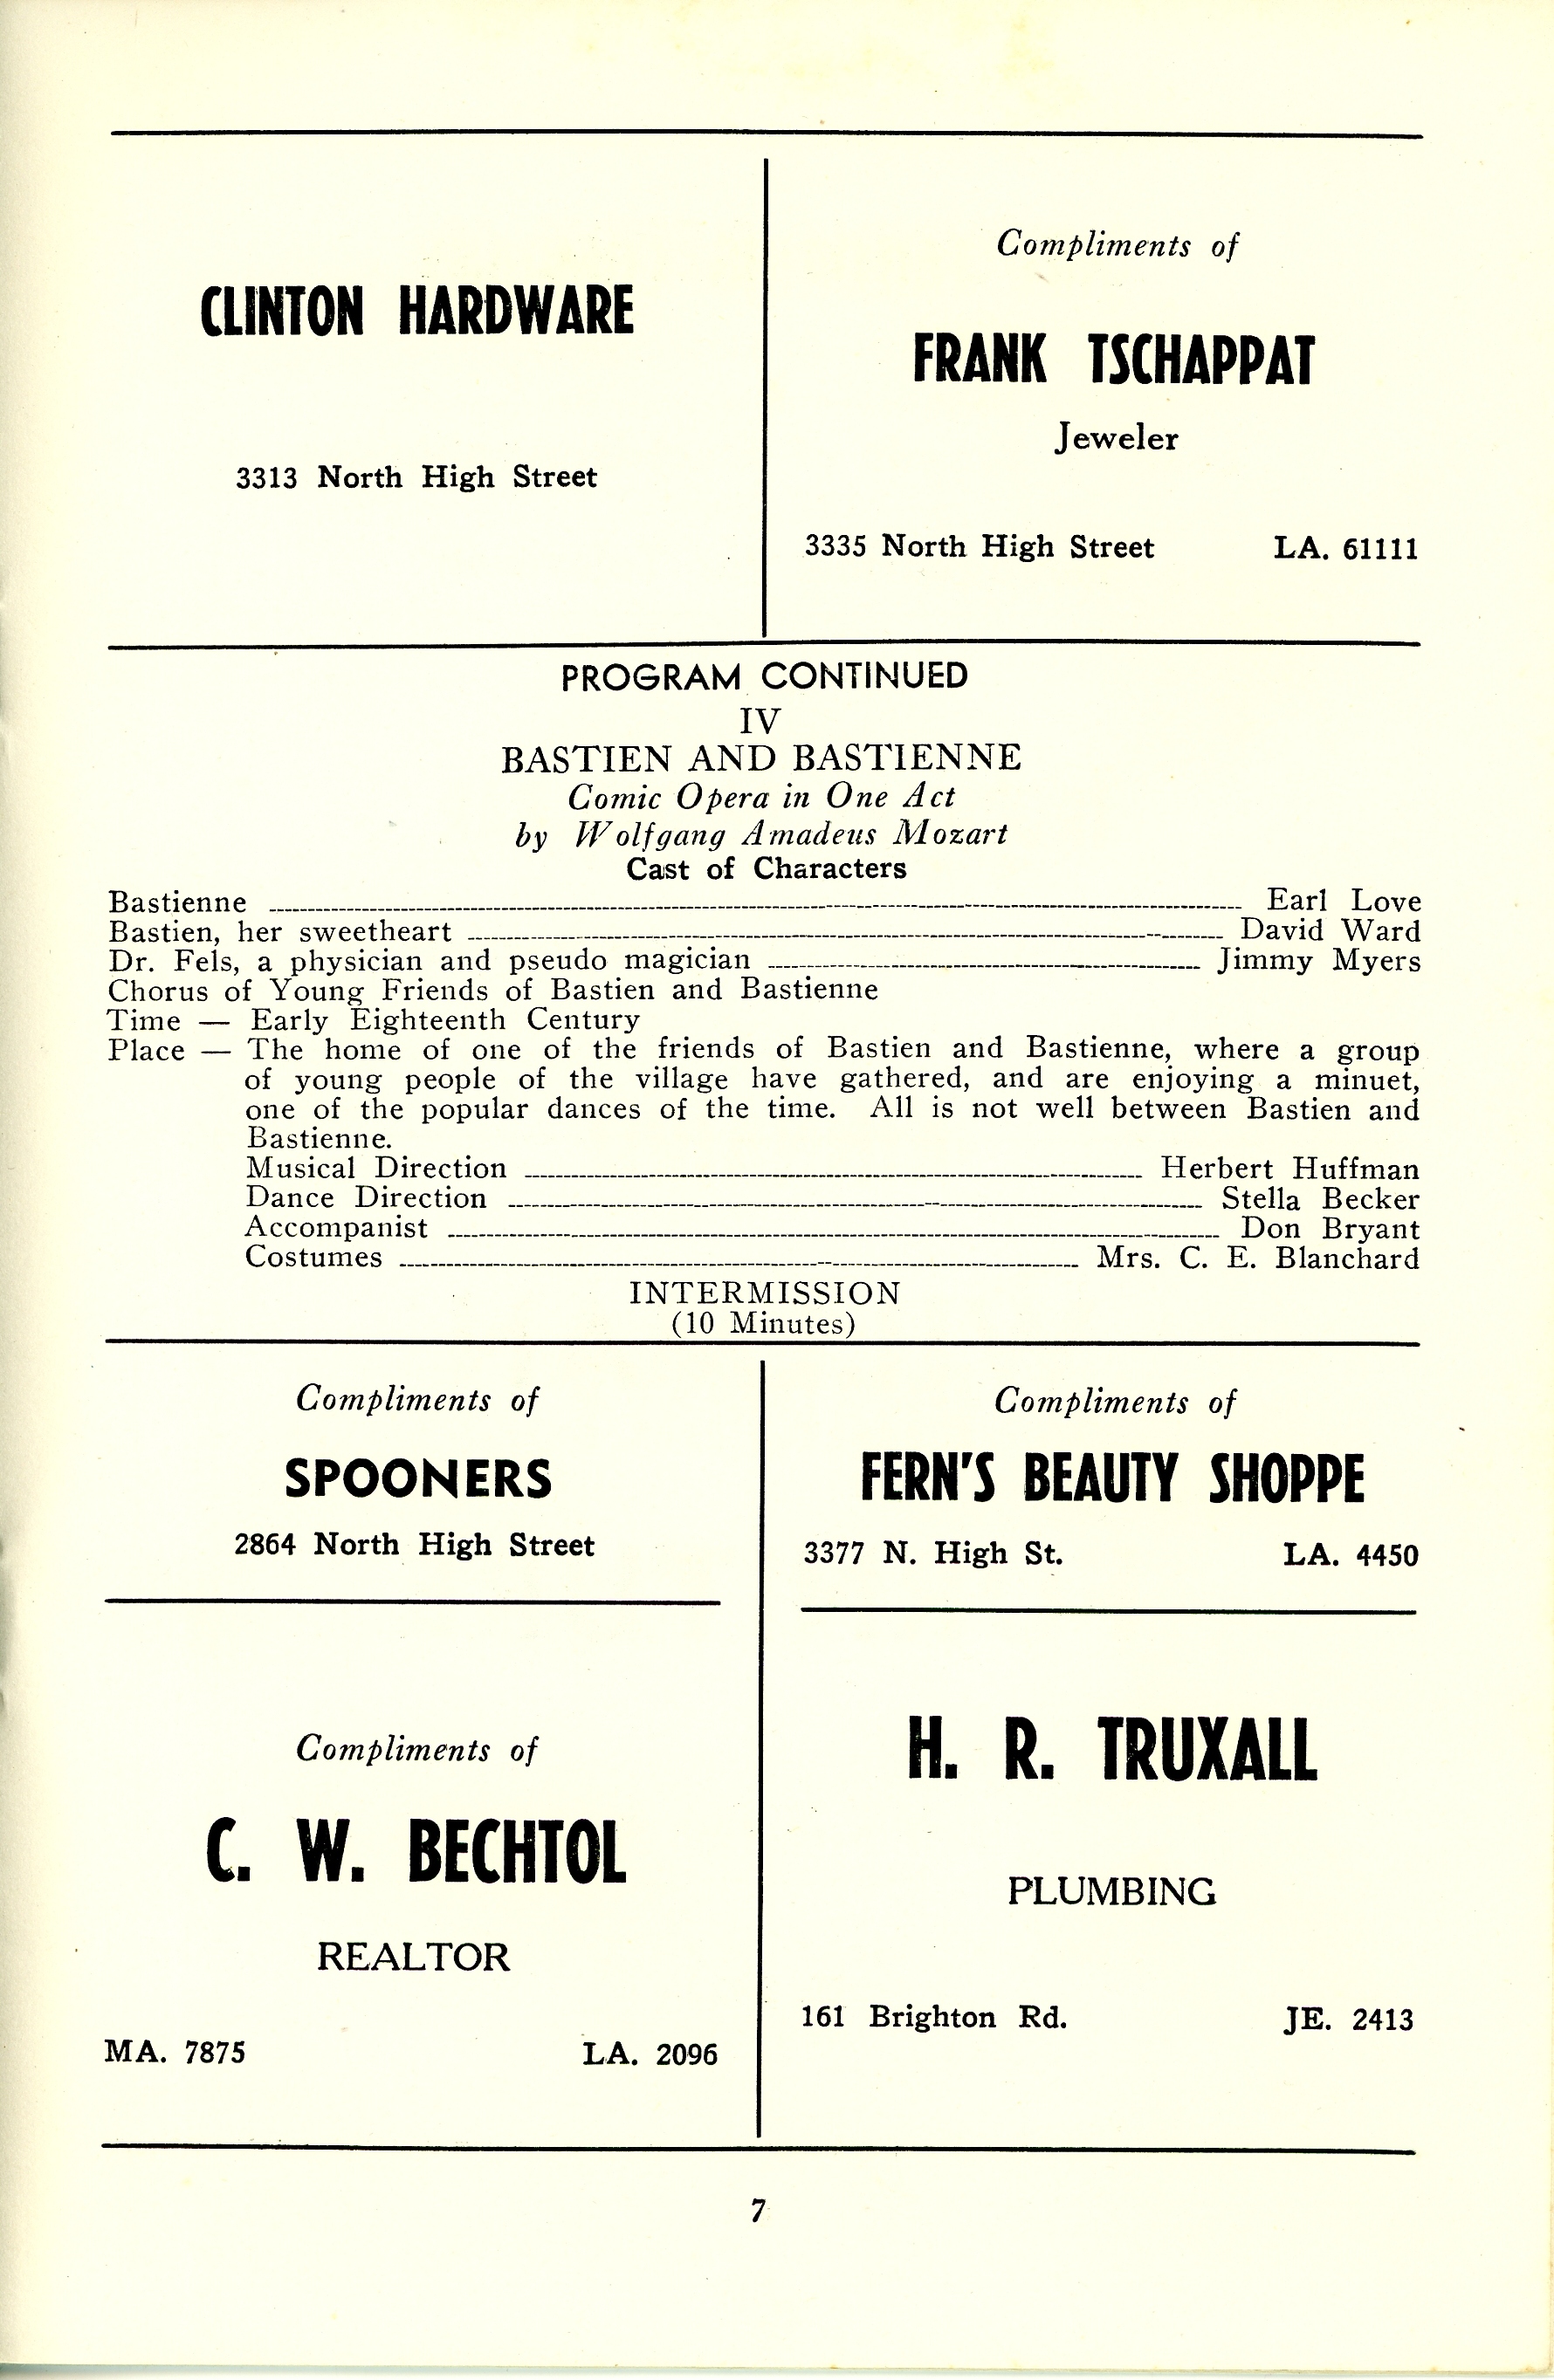 CLINTON HARDWARE
3313 North High Street
Compliments of
FRANK TSCHAPPAT
Jeweler
3335 North High Street LA. 61111
PROGRAM CONTINUED
IV
BASTIEN AND BASTIENNE
Comic Opera in One Act
by Wolfgang Amadeus Mozart
Cast of Characters
Bastienne Earl Love
Bastien, her sweetheart David Ward
Dr. Fels, a physician and pseudo magician Jimmy Myers
Chorus of Young Friends of Bastien and Bastienne
Time — Early Eighteenth Century
Place — The home of one of the friends of Bastien and Bastienne, where a group
of young people of the village have gathered, and are enjoying a minuet,
one of the popular dances of the time. All is not well between Bastien and
Bastienne.
Musical Direction Herbert Huffman
Dance Direction Stella Becker
Accompanist Don Bryant
Costumes Mrs. C. E. Blanchard
INTERMISSION
(10 Minutes)
Compliments of
SPOONERS
2864 North High Street
Compliments of
FERN'S BEAUTY SHOPPE
3377 N. High St. LA. 4450
Compliments of
C. W. BECHTOL
REALTOR
MA. 7875 LA. 2096
H. R. TRUXALL
PLUMBING
161 Brighton Rd. JE. 2413
7